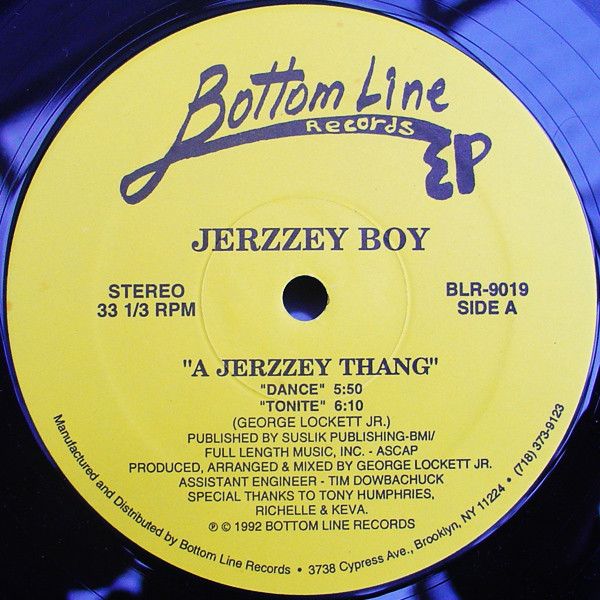 Bottom Line
Records
EP
JERZZEY BOY
STEREO
33 1/3 RPM
BLR-9019
SIDE A
"A JERZZEY THANG"
"DANCE" 5:50
"TONITE" 6:10
(GEORGE LOCKETT JR.)
PUBLISHED BY SUSLIK PUBLISHING-BMI/
FULL LENGTH MUSIC, INC. - ASCAP
PRODUCED, ARRANGED & MIXED BY GEORGE LOCKETT JR.
ASSISTANT ENGINEER - TIM DOWBACHUCK
SPECIAL THANKS TO TONY HUMPHRIES,
RICHELLE & KEVA.
℗ © 1992 BOTTOM LINE RECORDS
Manufactured and Distributed by Bottom Line Records • 3738 Cypress Ave., Brooklyn, NY 11224 • (718) 373-9123